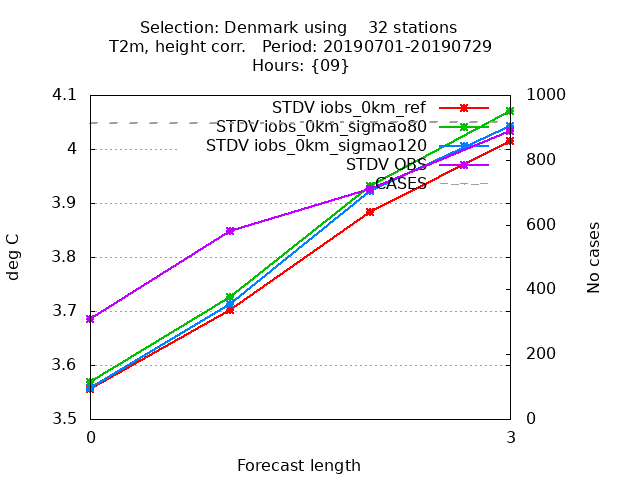 Selection: Denmark using    32 stations
T2m, height corr.   Period: 20190701-20190729
Hours: {09}
4.1
4
3.9
3.8
3.7
3.6
3.5
deg C
STDV iobs_0km_ref
STDV iobs_0km_sigmao80
STDV iobs_0km_sigmao120
STDV OBS
CASES
1000
800
600
400
200
0
No cases
0
3
Forecast length